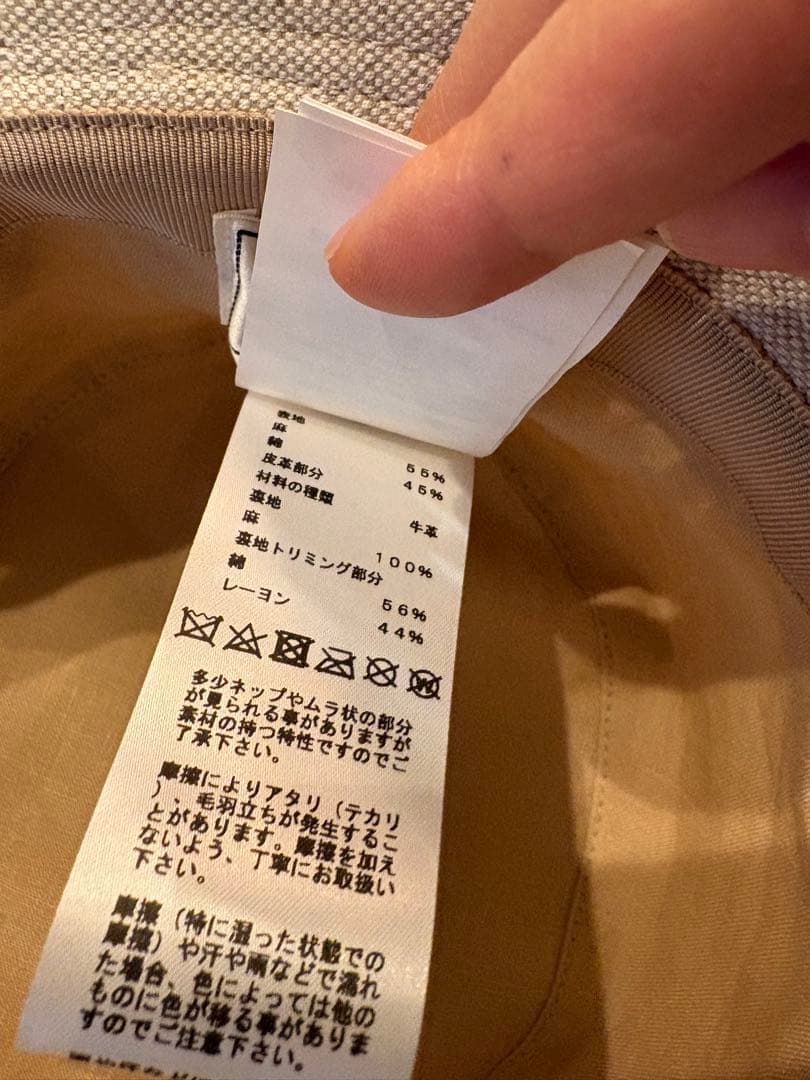 表地
麻 55%
綿 45%
皮革部分
材料の種類 牛革
裏地
麻 100%
裏地トリミング部分
綿 56%
レーヨン 44%
多少ネップやムラ状の部分
が見られる事がありますが
素材の持つ特性ですのでご
了承下さい。
摩擦によりアタリ（テカリ
）、毛羽立ちが発生するこ
とがあります。摩擦を加え
ないよう、丁寧にお取扱い
下さい。
摩擦（特に湿った状態での
摩擦）や汗や雨などで濡れ
た場合、色によっては他の
ものに色が移る事がありま
すのでご注意下さい。